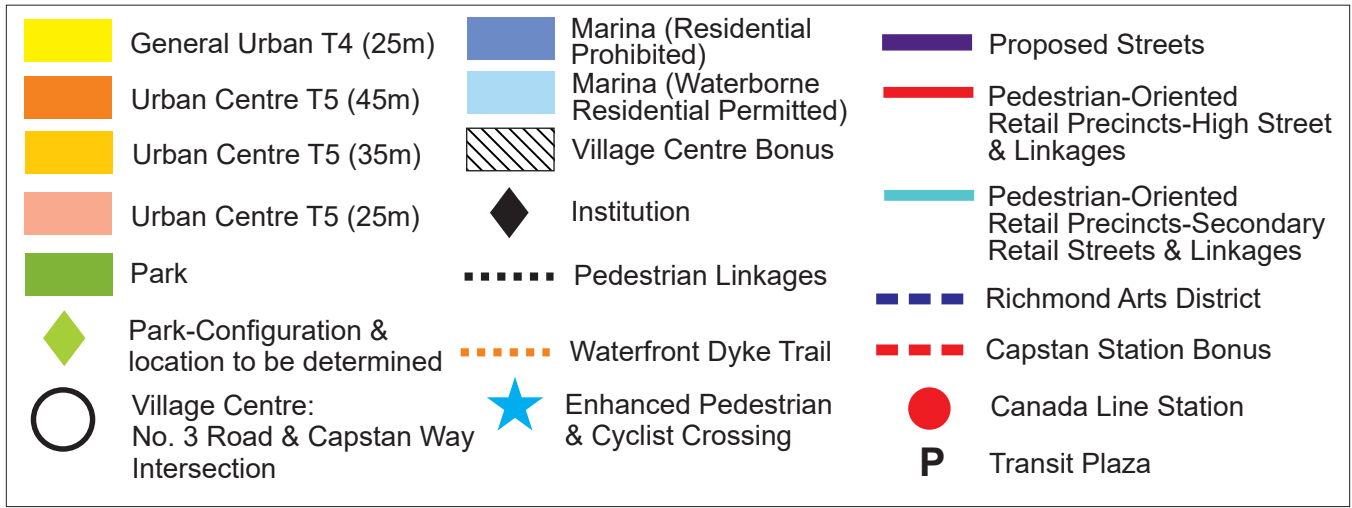 General Urban T4 (25m)
Urban Centre T5 (45m)
Urban Centre T5 (35m)
Urban Centre T5 (25m)
Park
Park-Configuration &
location to be determined
Village Centre:
No. 3 Road & Capstan Way
Intersection
Marina (Residential
Prohibited)
Marina (Waterborne
Residential Permitted)
Village Centre Bonus
Institution
Pedestrian Linkages
Waterfront Dyke Trail
Enhanced Pedestrian
& Cyclist Crossing
Proposed Streets
Pedestrian-Oriented
Retail Precincts-High Street
& Linkages
Pedestrian-Oriented
Retail Precincts-Secondary
Retail Streets & Linkages
Richmond Arts District
Capstan Station Bonus
Canada Line Station
P Transit Plaza